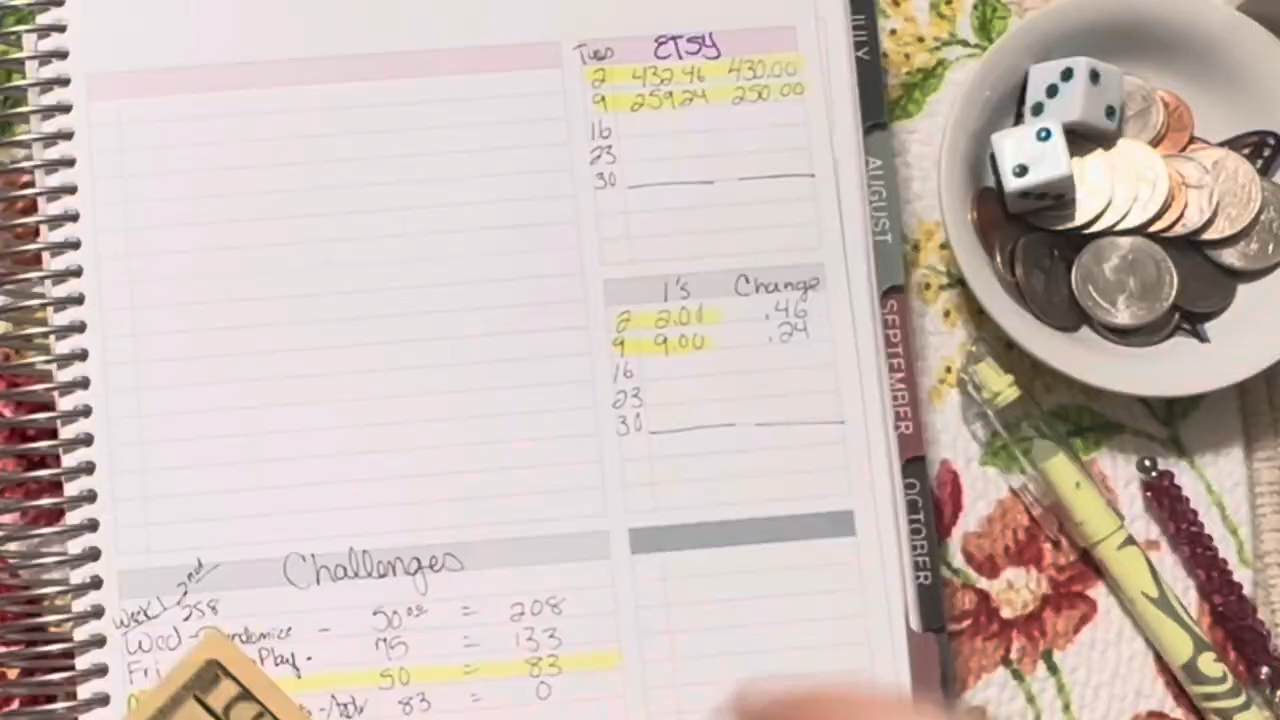 Tues ETSY
2 432.46 430.00
9 259.24 250.00
16
23
30
1's Change
2 2.00 .46
9 9.00 .24
16
23
30
Challenges
Week 1 2nd
258
Wed - - 50 = 208
Fri Play. 75 133
50 = 83
83 = 0
JULY
AUGUST
SEPTEMBER
OCTOBER